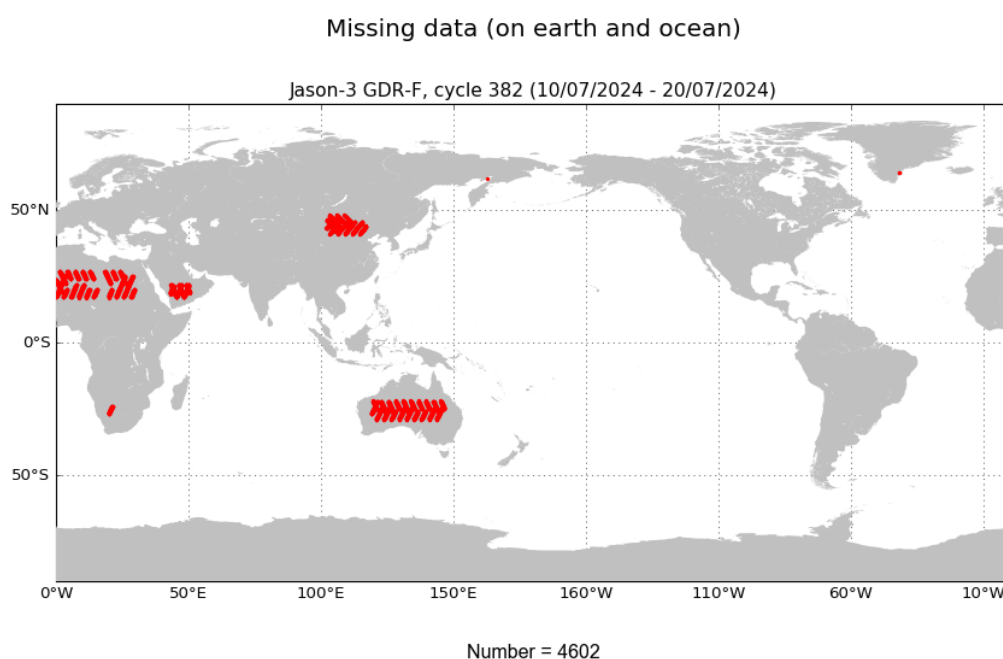 Missing data (on earth and ocean)
Jason-3 GDR-F, cycle 382 (10/07/2024 - 20/07/2024)
50°N
0°S
50°S
0°W 50°E 100°E 150°E 160°W 110°W 60°W 10°W
Number = 4602